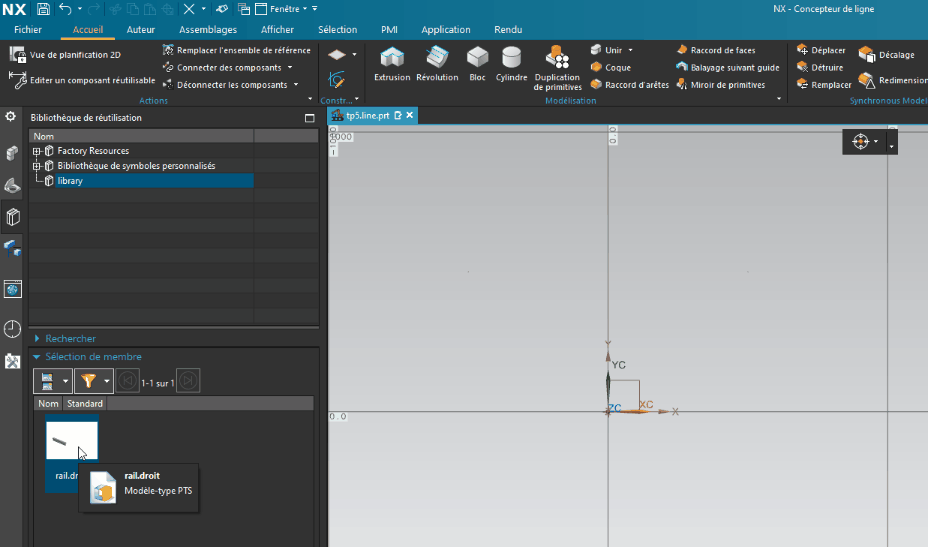 NX Fenêtre NX - Concepteur de ligne
Fichier Accueil Auteur Assemblages Afficher Sélection PMI Application Rendu
Vue de planification 2D
Editer un composant réutilisable
Remplacer l'ensemble de référence
Connecter des composants
Déconnecter les composants
Actions
Constr...
Extrusion Révolution Bloc Cylindre Duplication
de primitives
Unir
Coque
Raccord d'arêtes
Raccord de faces
Balayage suivant guide
Miroir de primitives
Modélisation
Déplacer
Détruire
Remplacer
Décalage
Redimension
Synchronous Model
Bibliothèque de réutilisation
Nom
Factory Resources
Bibliothèque de symboles personnalisés
library
Rechercher
Sélection de membre
1-1 sur 1
Nom Standard
rail.dr
rail.droit
Modèle-type PTS
tp5.line.prt
0.0
Y
YC
ZC
XC
X
0.0